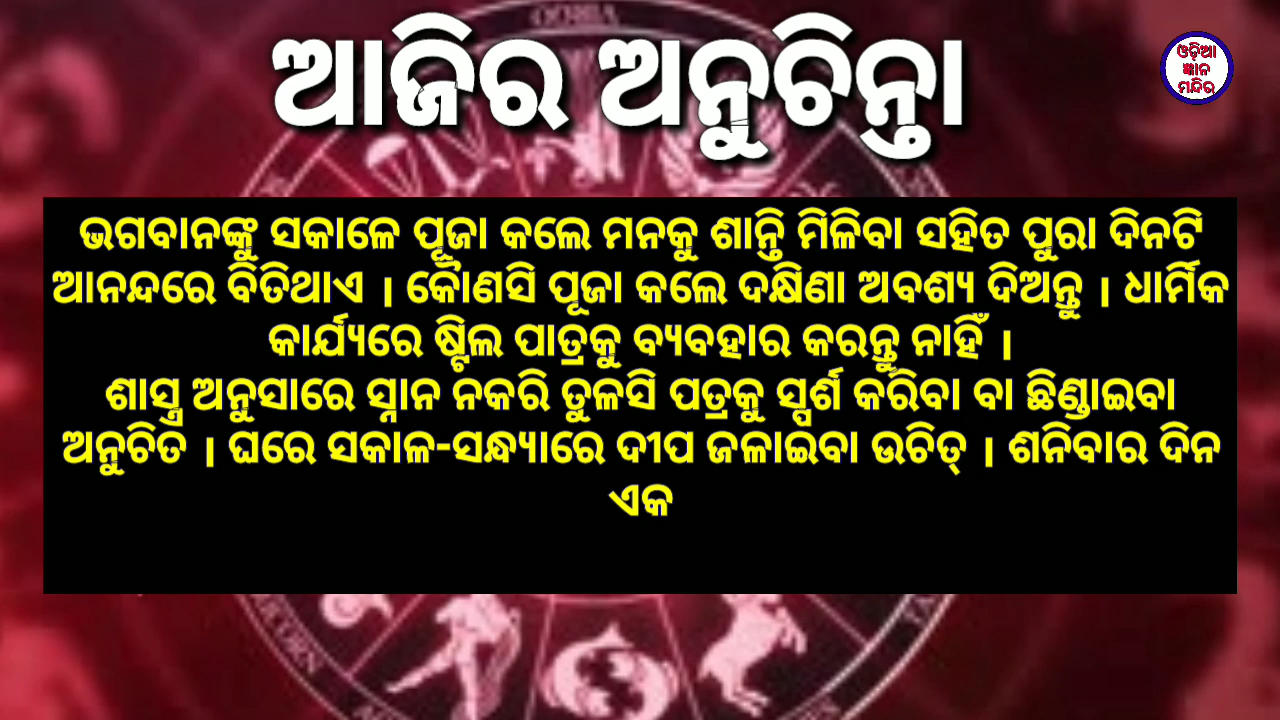 ଆଜିର ଅନୁଚିନ୍ତା
ଓଡ଼ିଆ
ଜ୍ଞାନ
ମନ୍ଦିର
ଭଗବାନଙ୍କୁ ସକାଳେ ପୂଜା କଲେ ମନକୁ ଶାନ୍ତି ମିଳିବା ସହିତ ପୁରା ଦିନଟି
ଆନନ୍ଦରେ ବିତିଥାଏ । କୌଣସି ପୂଜା କଲେ ଦକ୍ଷିଣା ଅବଶ୍ୟ ଦିଅନ୍ତୁ । ଧାର୍ମିକ
କାର୍ଯ୍ୟରେ ଷ୍ଟିଲ ପାତ୍ରକୁ ବ୍ୟବହାର କରନ୍ତୁ ନାହିଁ ।
ଶାସ୍ତ୍ର ଅନୁସାରେ ସ୍ନାନ ନକରି ତୁଳସି ପତ୍ରକୁ ସ୍ପର୍ଶ କରିବା ବା ଛିଣ୍ଡାଇବା
ଅନୁଚିତ । ଘରେ ସକାଳ-ସନ୍ଧ୍ୟାରେ ଦୀପ ଜଳାଇବା ଉଚିତ୍ । ଶନିବାର ଦିନ
ଏକ